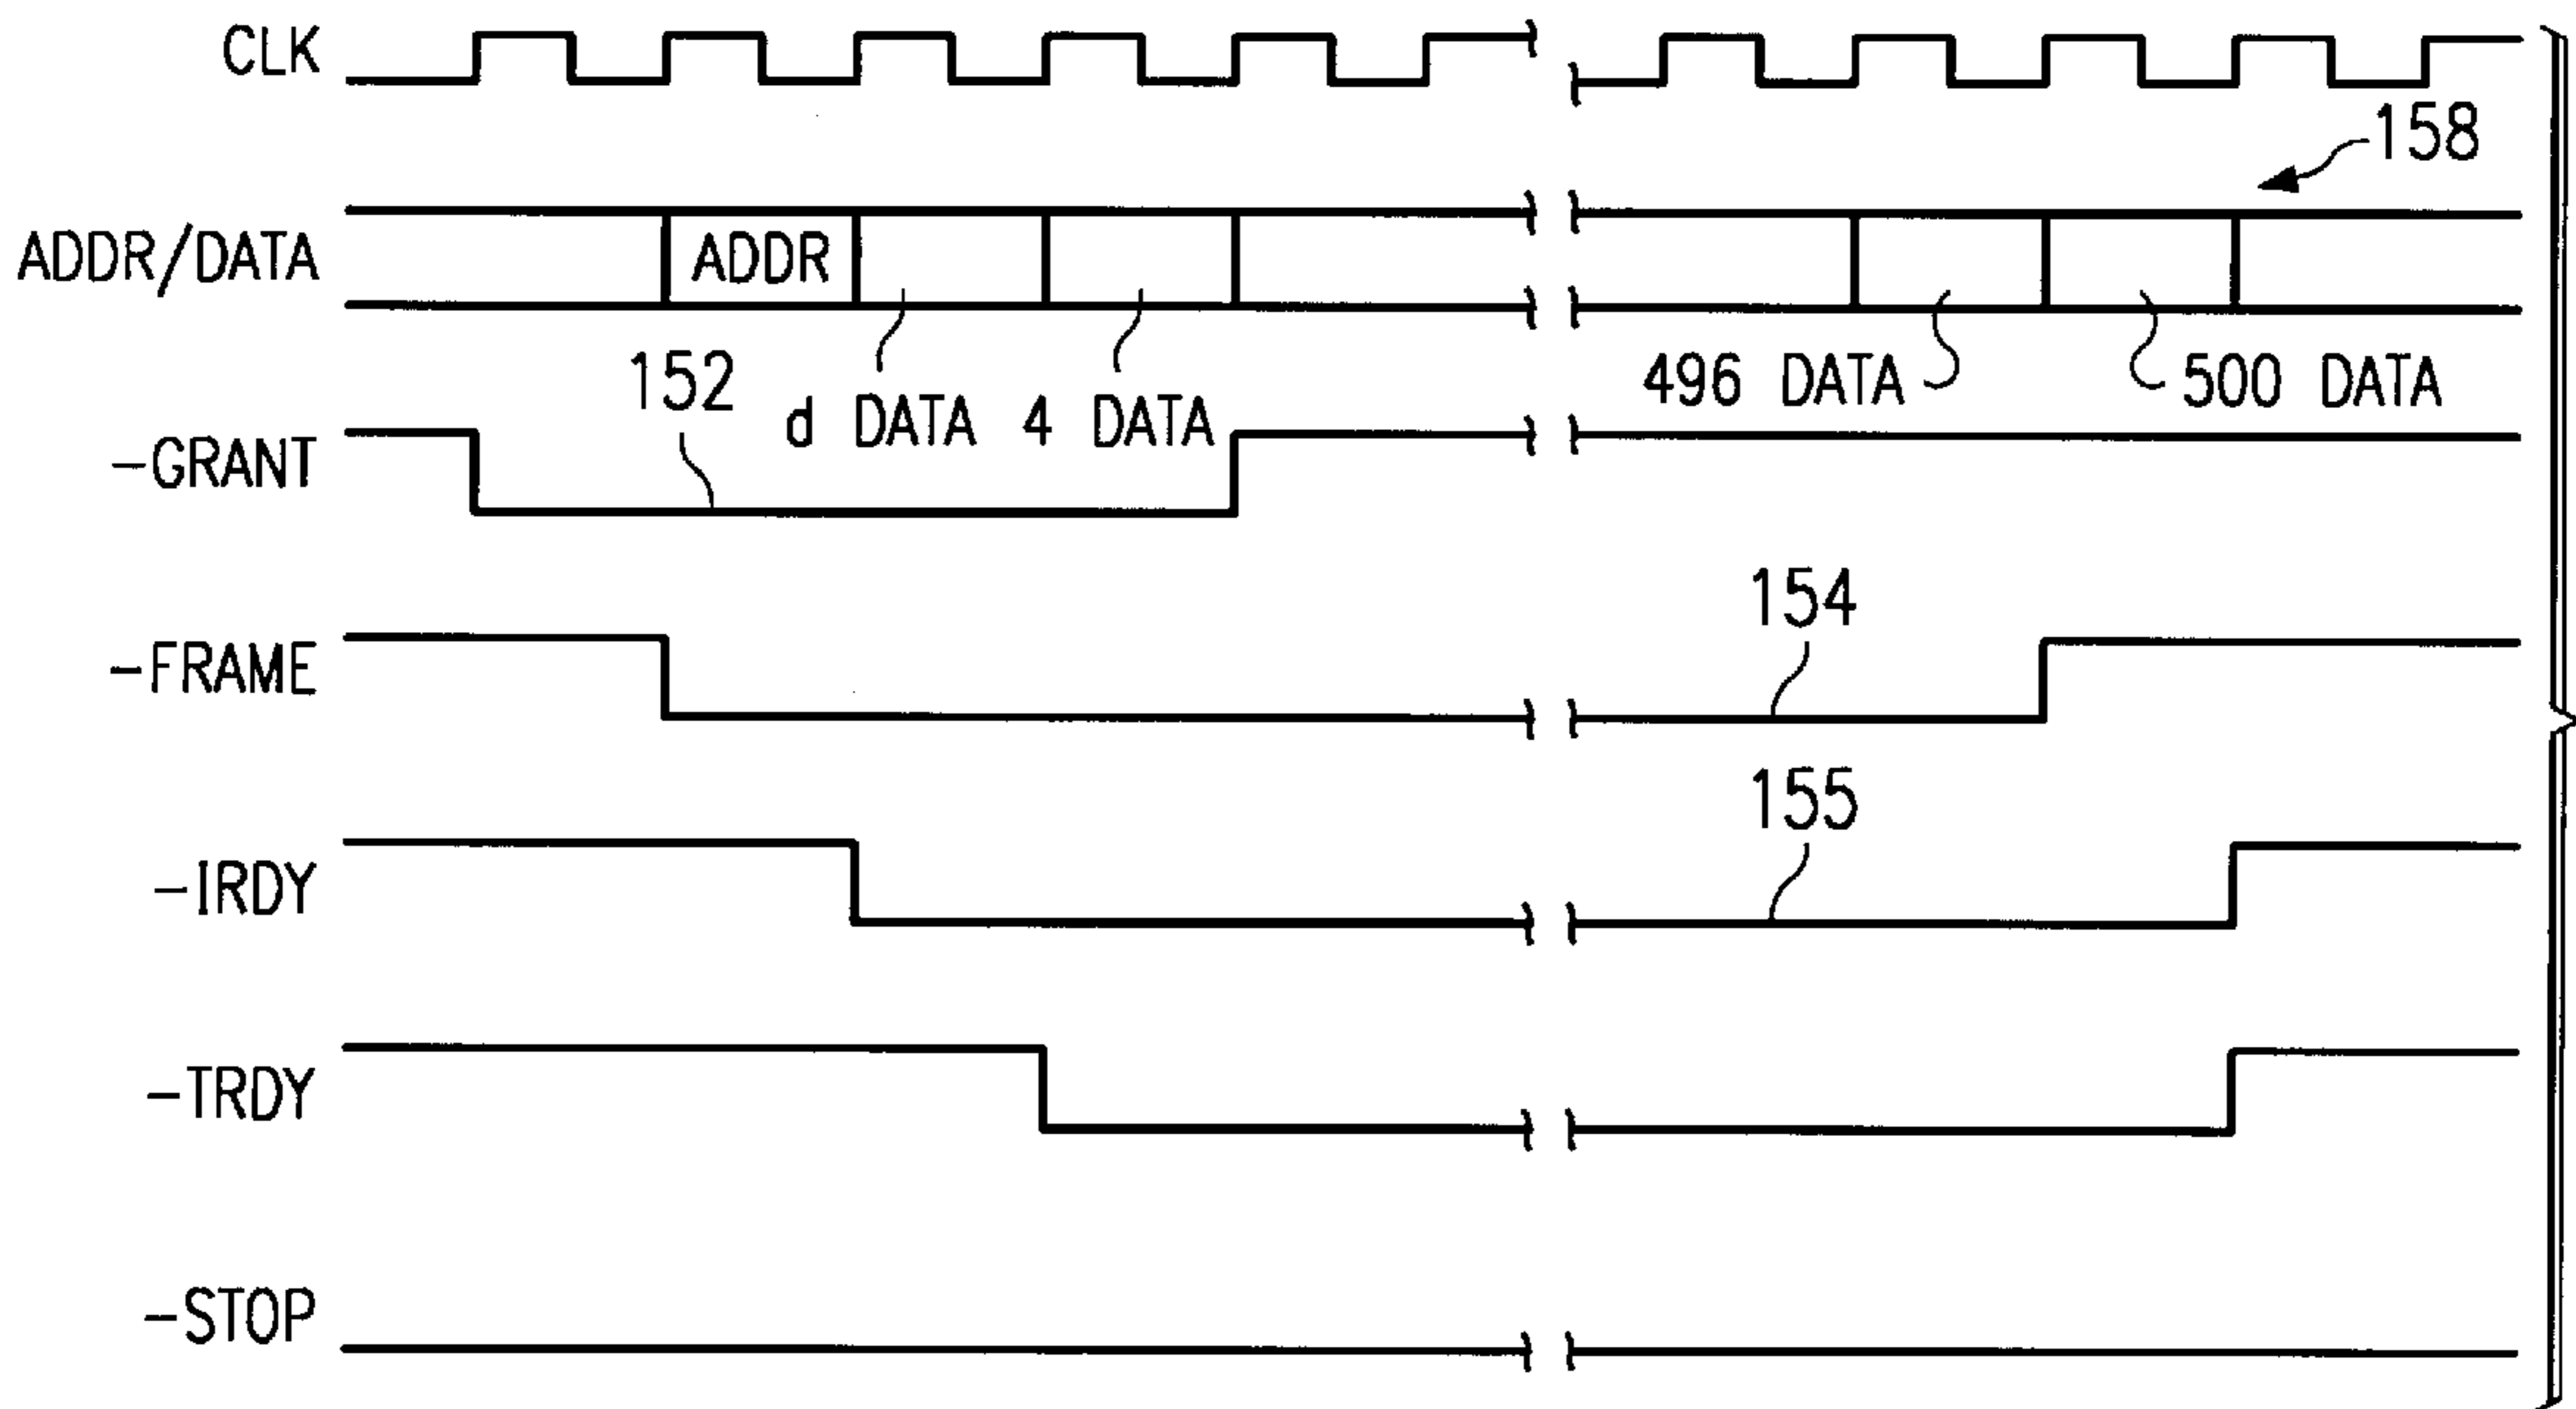 CLK
158
ADDR/DATA
ADDR
152
d DATA
4 DATA
496 DATA
500 DATA
-GRANT
154
-FRAME
155
-IRDY
-TRDY
-STOP